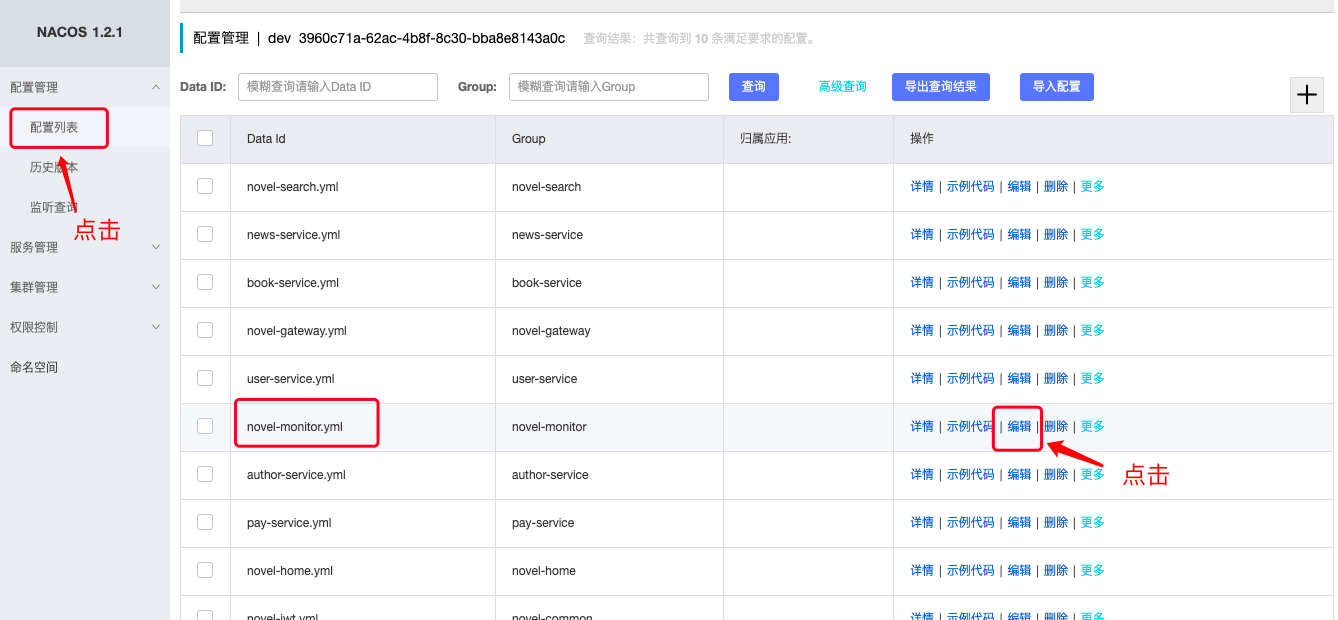 NACOS 1.2.1
配置管理
配置列表
历史版本
监听查询
点击
服务管理
集群管理
权限控制
命名空间
配置管理 | dev 3960c71a-62ac-4b8f-8c30-bba8e8143a0c 查询结果：共查询到 10 条满足要求的配置。
Data ID: 模糊查询请输入Data ID Group: 模糊查询请输入Group 查询 高级查询 导出查询结果 导入配置
Data Id Group 归属应用: 操作
novel-search.yml novel-search 详情 | 示例代码 | 编辑 | 删除 | 更多
news-service.yml news-service 详情 | 示例代码 | 编辑 | 删除 | 更多
book-service.yml book-service 详情 | 示例代码 | 编辑 | 删除 | 更多
novel-gateway.yml novel-gateway 详情 | 示例代码 | 编辑 | 删除 | 更多
user-service.yml user-service 详情 | 示例代码 | 编辑 | 删除 | 更多
novel-monitor.yml novel-monitor 详情 | 示例代码 | 编辑 | 删除 | 更多
author-service.yml author-service 详情 | 示例代码 | 编辑 | 删除 | 更多
点击
pay-service.yml pay-service 详情 | 示例代码 | 编辑 | 删除 | 更多
novel-home.yml novel-home 详情 | 示例代码 | 编辑 | 删除 | 更多
novel-jwt.yml novel-common 详情 | 示例代码 | 编辑 | 删除 | 更多